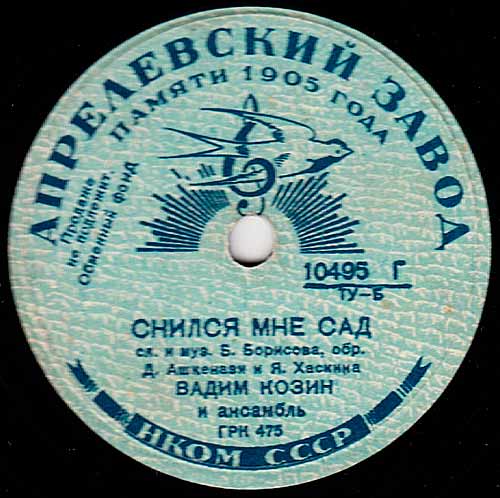 АПРЕЛЕВСКИЙ ЗАВОД
ПАМЯТИ 1905 ГОДА
Продаже
не подлежит.
Обменный фонд
10495 Г
ТУ-Б
СНИЛСЯ МНЕ САД
сл. и муз. Б. Борисова, обр.
Д. Ашкенази и Я. Хаскина
ВАДИМ КОЗИН
и ансамбль
ГРК 475
НКОМ СССР